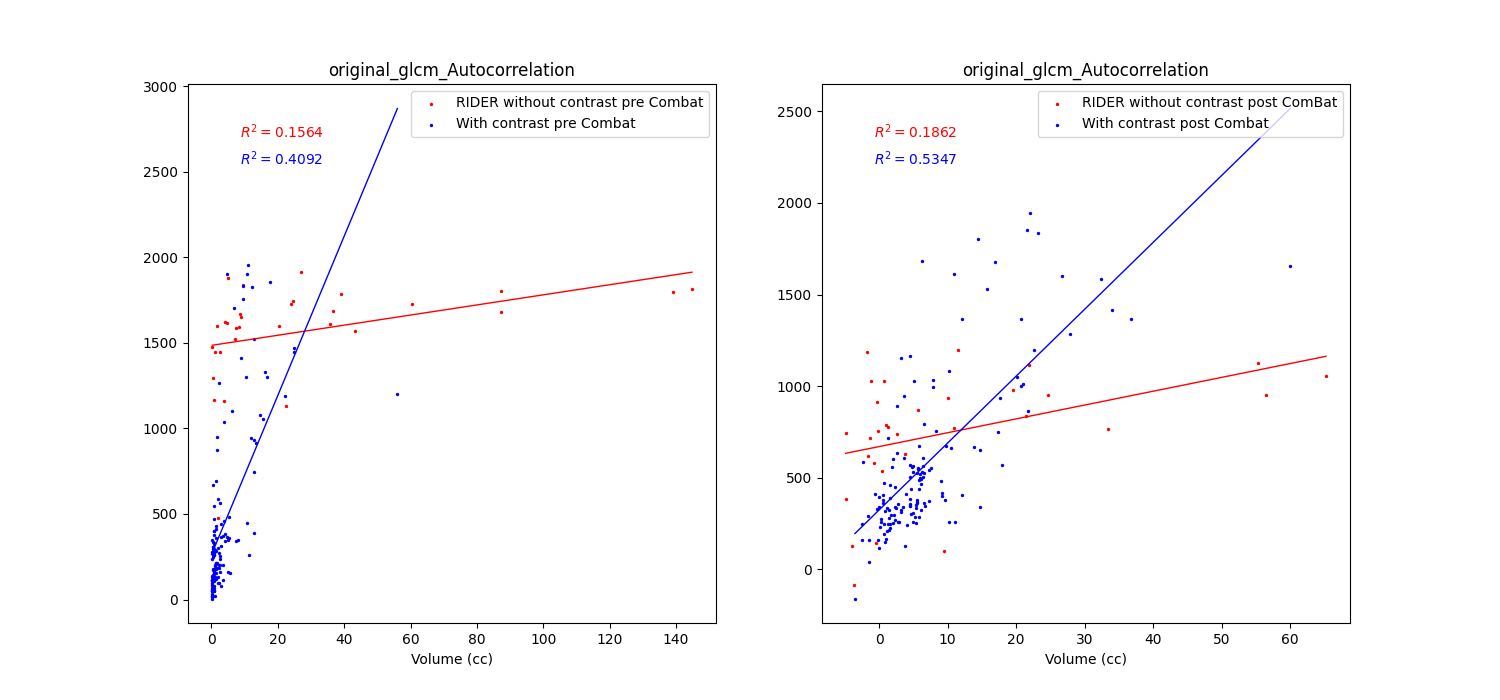 original_glcm_Autocorrelation
RIDER without contrast pre Combat
With contrast pre Combat
R² = 0.1564
R² = 0.4092
3000
2500
2000
1500
1000
500
0
0 20 40 60 80 100 120 140
Volume (cc)
original_glcm_Autocorrelation
RIDER without contrast post ComBat
With contrast post Combat
R² = 0.1862
R² = 0.5347
2500
2000
1500
1000
500
0
0 10 20 30 40 50 60
Volume (cc)